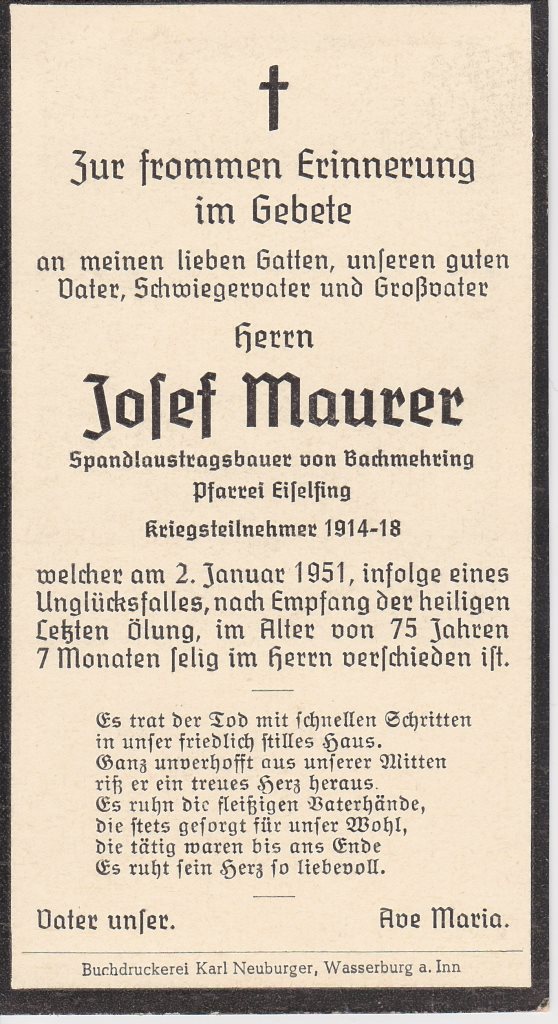 Zur frommen Erinnerung
im Gebete
an meinen lieben Gatten, unseren guten
Vater, Schwiegervater und Großvater
Herrn
Josef Maurer
Spandlaustragsbauer von Bachmehring
Pfarrei Eiselfing
Kriegsteilnehmer 1914-18
welcher am 2. Januar 1951, infolge eines
Unglücksfalles, nach Empfang der heiligen
Letzten Ölung, im Alter von 75 Jahren
7 Monaten selig im Herrn verschieden ist.
Es trat der Tod mit schnellen Schritten
in unser friedlich stilles Haus.
Ganz unverhofft aus unserer Mitten
riß er ein treues Herz heraus.
Es ruhn die fleißigen Vaterhände,
die stets gesorgt für unser Wohl,
die tätig waren bis ans Ende
Es ruht sein Herz so liebevoll.
Vater unser. Ave Maria.
Buchdruckerei Karl Neuburger, Wasserburg a. Inn